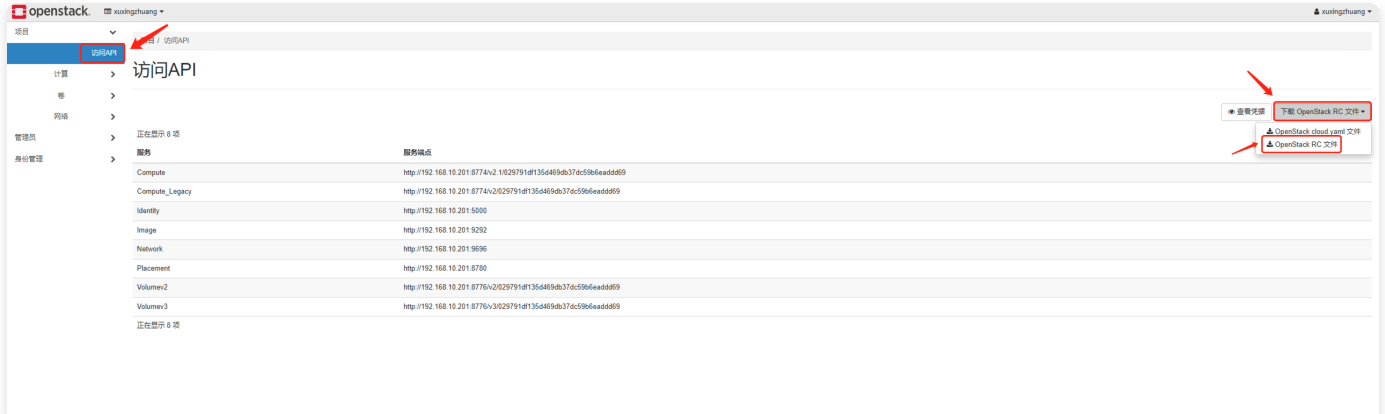 openstack. xuxingzhuang xuxingzhuang
项目
访问API
计算
卷
网络
管理员
身份管理
/ 访问API
访问API
查看凭据 下载 OpenStack RC 文件
OpenStack cloud.yaml 文件
OpenStack RC 文件
正在显示 8 项
服务 服务端点
Compute http://192.168.10.201:8774/v2.1/029791df135d469db37dc59b6eaddd69
Compute_Legacy http://192.168.10.201:8774/v2/029791df135d469db37dc59b6eaddd69
Identity http://192.168.10.201:5000
Image http://192.168.10.201:9292
Network http://192.168.10.201:9696
Placement http://192.168.10.201:8780
Volumev2 http://192.168.10.201:8776/v2/029791df135d469db37dc59b6eaddd69
Volumev3 http://192.168.10.201:8776/v3/029791df135d469db37dc59b6eaddd69
正在显示 8 项